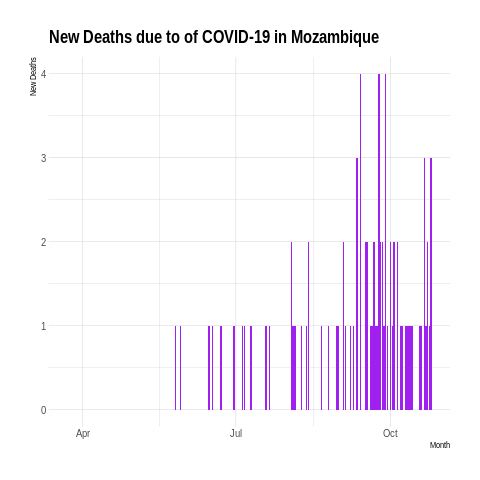 New Deaths due to of COVID-19 in Mozambique
New Deaths
4
3
2
1
0
Apr Jul Oct
Month